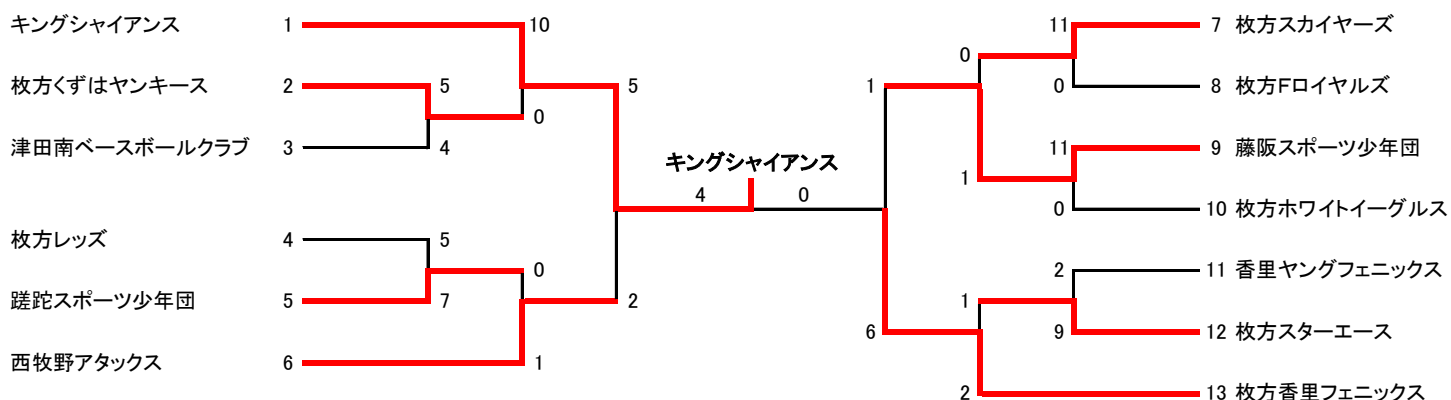 キングシャイアンス 1 10 11 7 枚方スカイヤーズ
0
枚方くずはヤンキース 2 5 5 1 0 8 枚方Fロイヤルズ
0
津田南ベースボールクラブ 3 4 11 9 藤阪スポーツ少年団
キングシャイアンス
1
4 0 0 10 枚方ホワイトイーグルス
枚方レッズ 4 5
0 2 11 香里ヤングフェニックス
蹉跎スポーツ少年団 5 7 2 1
6 9 12 枚方スターエース
西牧野アタックス 6 1
2 13 枚方香里フェニックス